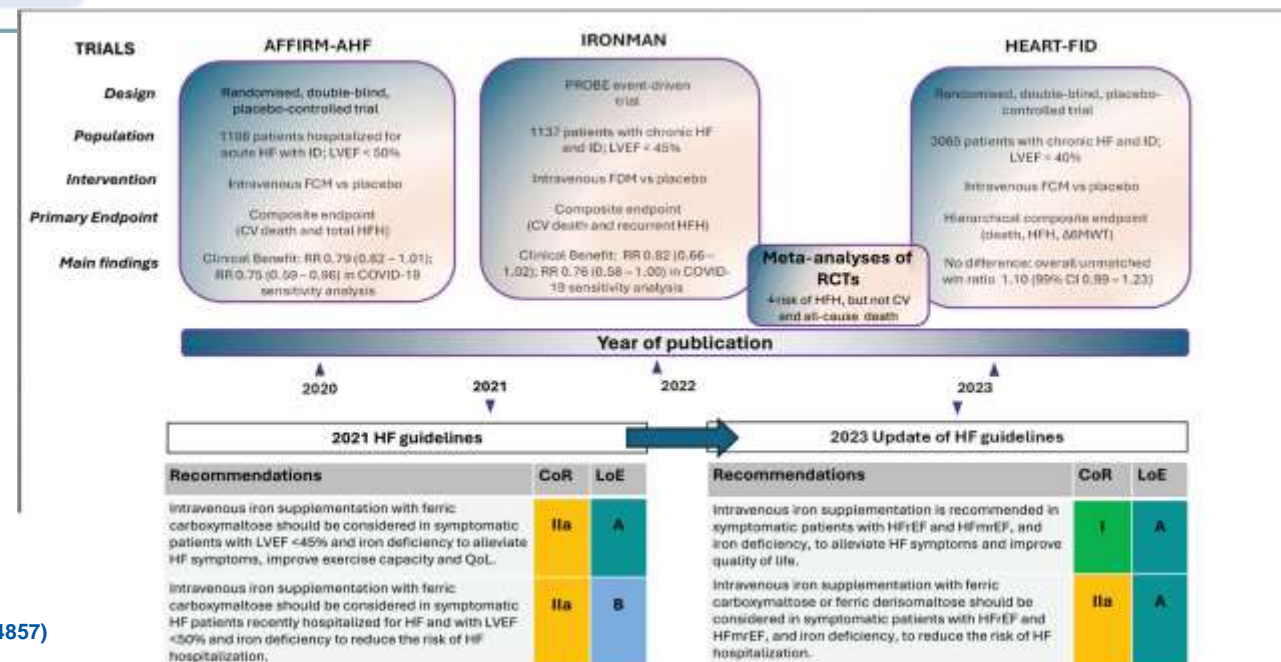 TRIALS
AFFIRM-AHF
IRONMAN
HEART-FID
Design
Population
Intervention
Primary Endpoint
Main findings
Randomised, double-blind,
placebo-controlled trial
1108 patients hospitalized for
acute HF with ID; LVEF < 50%
Intravenous FCM vs placebo
Composite endpoint
(CV death and total HFH)
Clinical Benefit: RR 0.79 (0.62 – 1.01);
RR 0.75 (0.59 – 0.96) in COVID-19
sensitivity analysis
PROBE event-driven
trial
1137 patients with chronic HF
and ID; LVEF < 45%
Intravenous FDM vs placebo
Composite endpoint
(CV death and recurrent HFH)
Clinical Benefit: RR 0.82 (0.66 –
1.02); RR 0.76 (0.58 – 1.00) in COVID-
19 sensitivity analysis
Meta-analyses of
RCTs
risk of HFH, but not CV
and all-cause death
Randomised, double-blind, placebo-
controlled trial
3065 patients with chronic HF and ID;
LVEF < 40%
Intravenous FCM vs placebo
Hierarchical composite endpoint
(death, HFH, Δ6MWT)
No difference: overall unmatched
win ratio 1.10 (99% CI 0.99 – 1.23)
Year of publication
2020
2021
2022
2023
2021 HF guidelines
2023 Update of HF guidelines
Recommendations CoR LoE
Intravenous iron supplementation with ferric
carboxymaltose should be considered in symptomatic
patients with LVEF <45% and iron deficiency to alleviate
HF symptoms, improve exercise capacity and QoL.
IIa A
Intravenous iron supplementation with ferric
carboxymaltose should be considered in symptomatic
HF patients recently hospitalized for HF and with LVEF
<50% and iron deficiency to reduce the risk of HF
hospitalization.
IIa B
Recommendations CoR LoE
Intravenous iron supplementation is recommended in
symptomatic patients with HFrEF and HFmrEF, and
iron deficiency, to alleviate HF symptoms and improve
quality of life.
I A
Intravenous iron supplementation with ferric
carboxymaltose or ferric derisomaltose should be
considered in symptomatic patients with HFrEF and
HFmrEF, and iron deficiency, to reduce the risk of HF
hospitalization.
IIa A
4857)